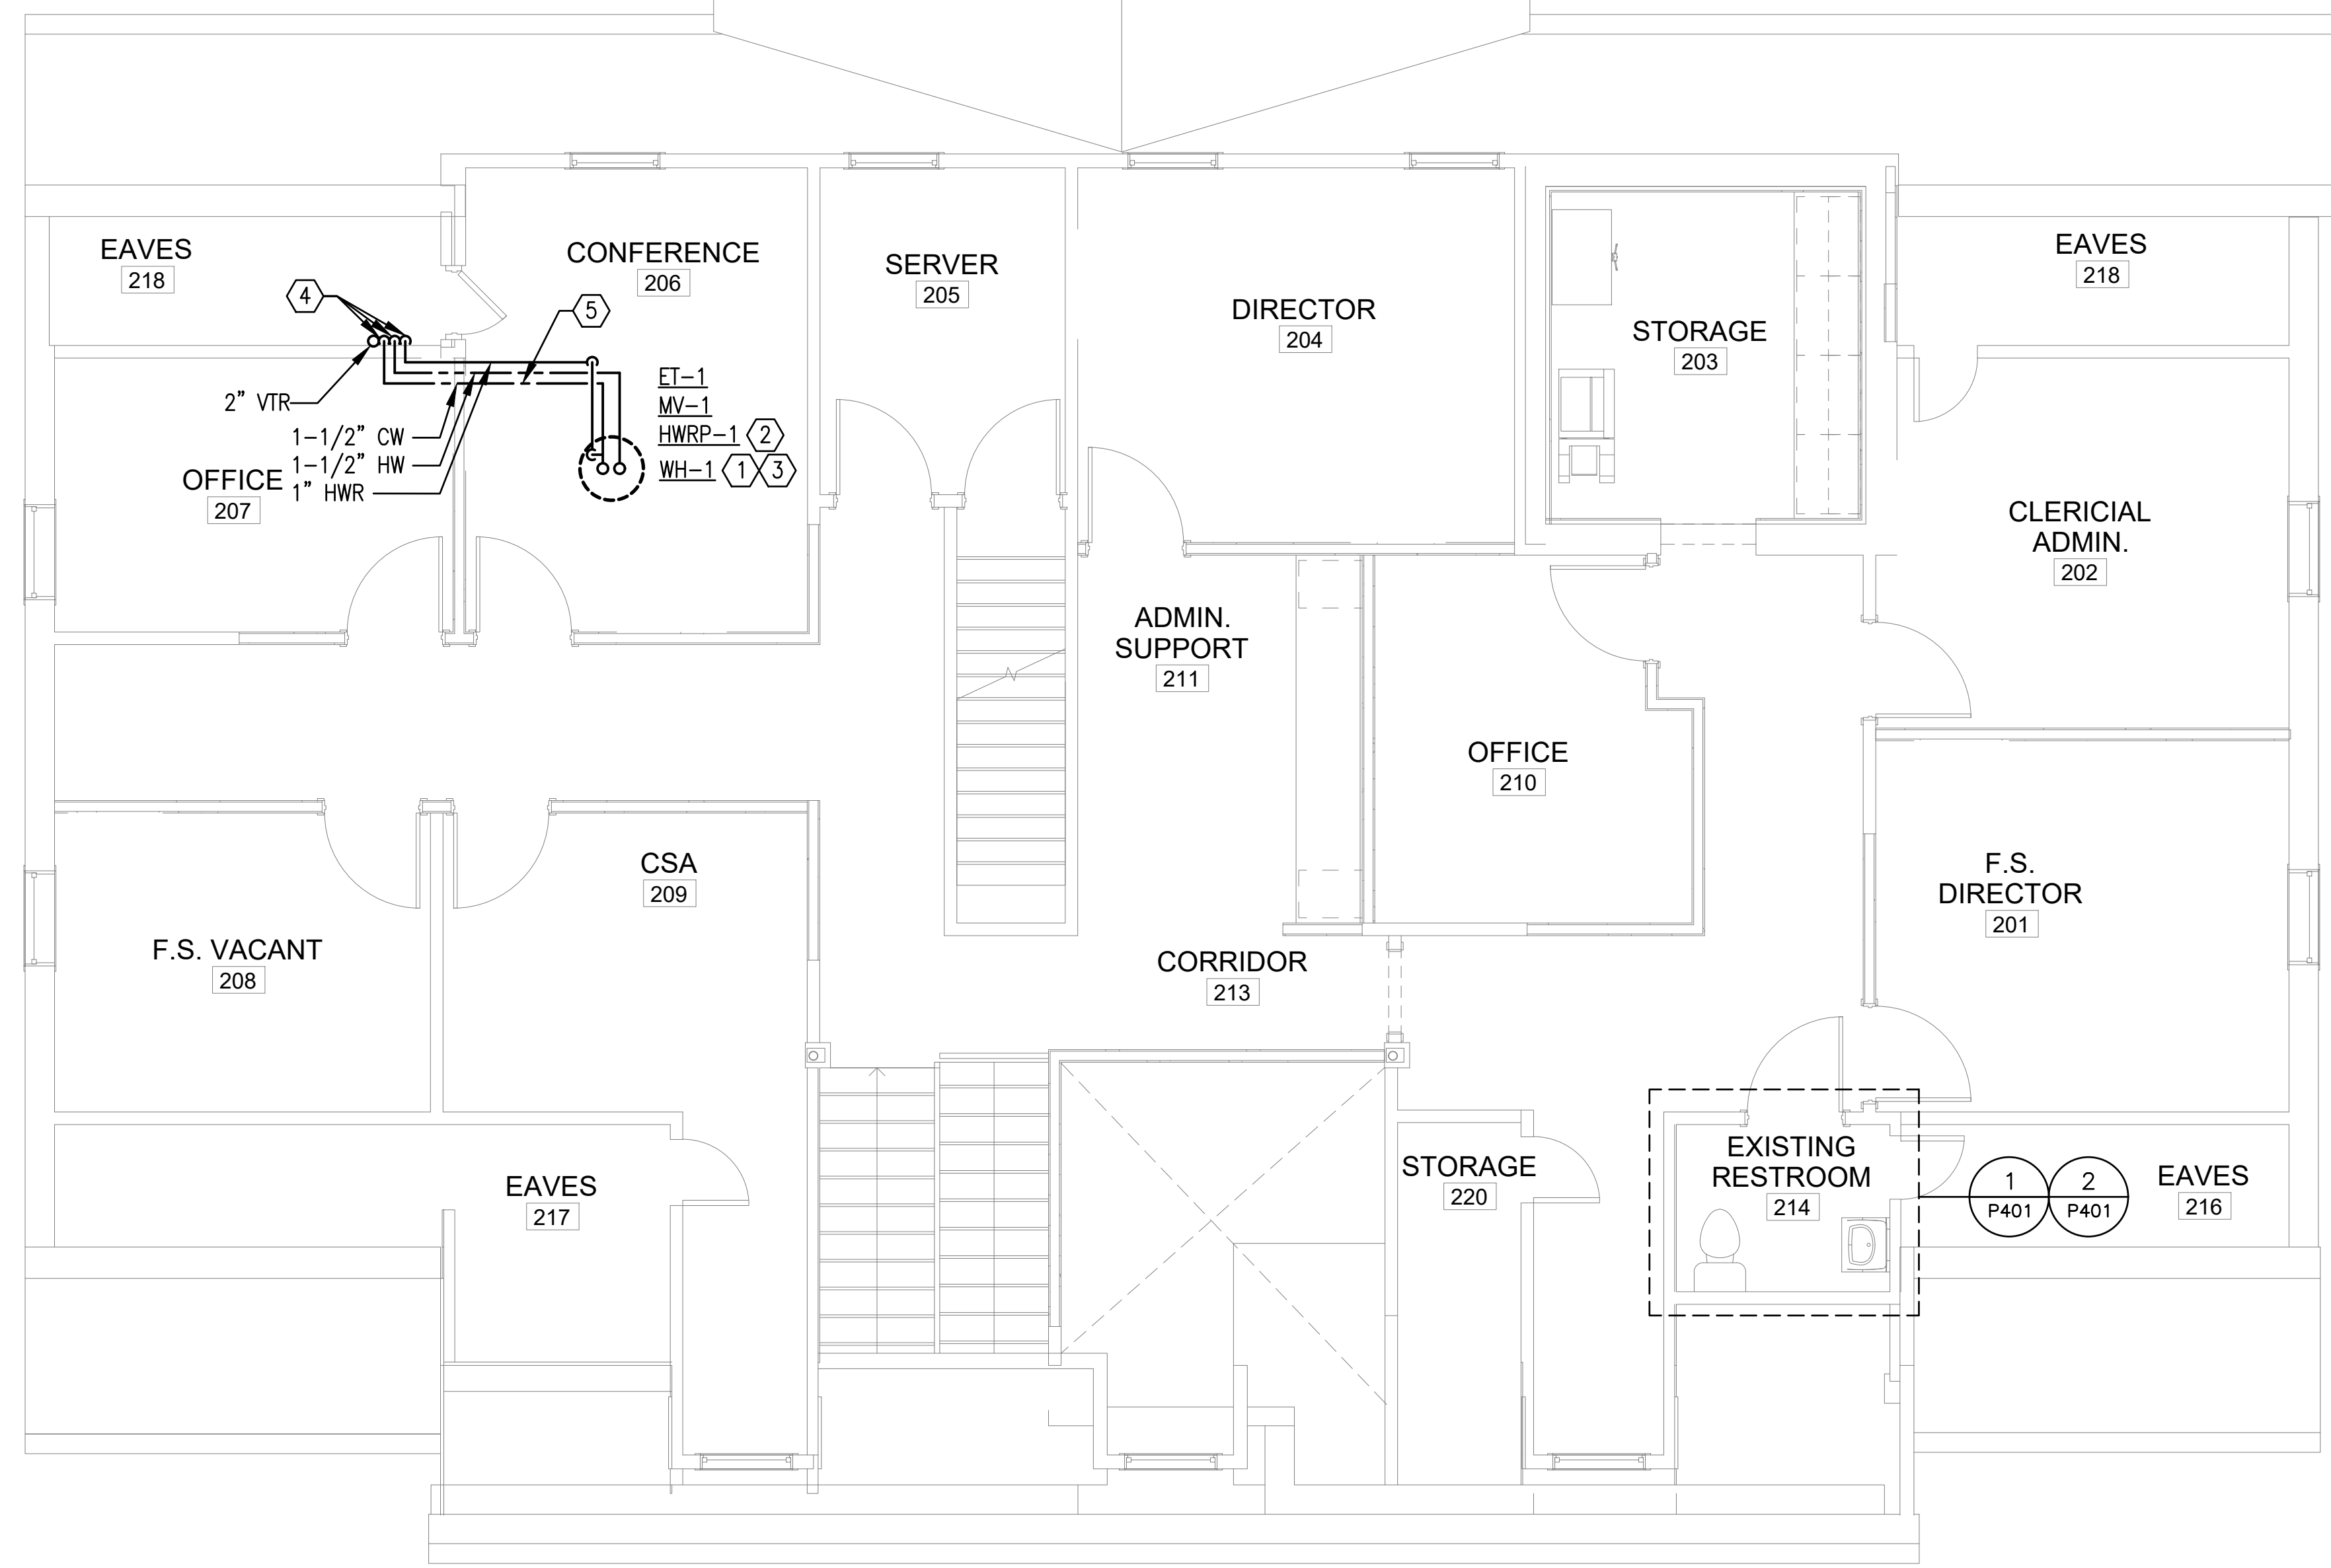 EAVES
218
CONFERENCE
206
SERVER
205
DIRECTOR
204
STORAGE
203
EAVES
218
4
5
2” VTR
1-1/2” CW
1-1/2” HW
1” HWR
ET-1
MV-1
HWRP-1 2
WH-1 1 3
OFFICE
207
CLERICIAL
ADMIN.
202
ADMIN.
SUPPORT
211
OFFICE
210
CSA
209
F.S.
DIRECTOR
201
F.S. VACANT
208
CORRIDOR
213
EAVES
217
STORAGE
220
EXISTING
RESTROOM
214
1
P401
2
P401
EAVES
216